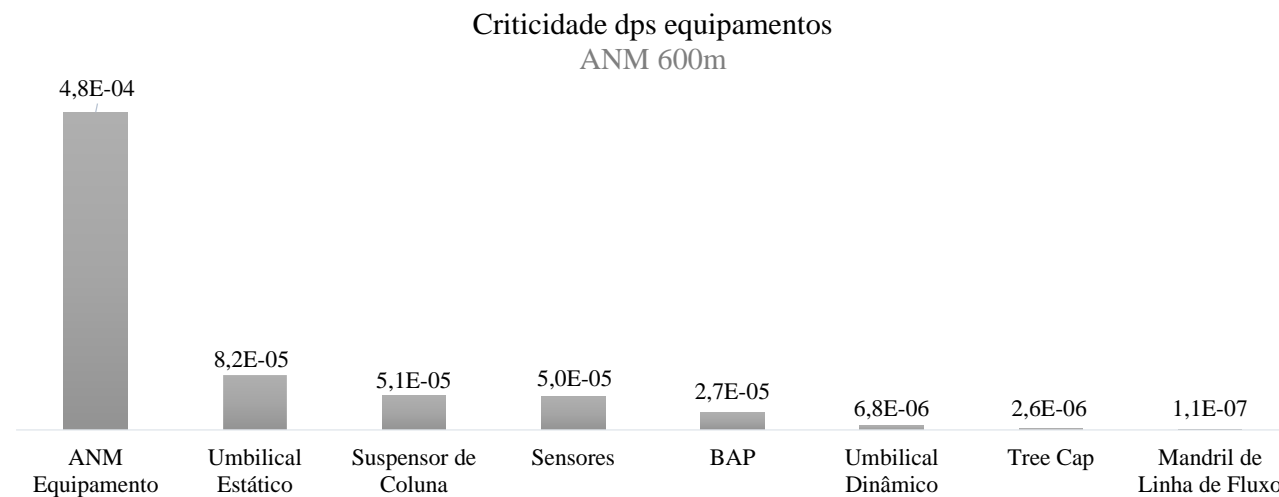 Criticidade dps equipamentos
ANM 600m
4,8E-04
8,2E-05
5,1E-05
5,0E-05
2,7E-05
6,8E-06
2,6E-06
1,1E-07
ANM
Equipamento
Umbilical
Estático
Suspensor de
Coluna
Sensores
BAP
Umbilical
Dinâmico
Tree Cap
Mandril de
Linha de Fluxo